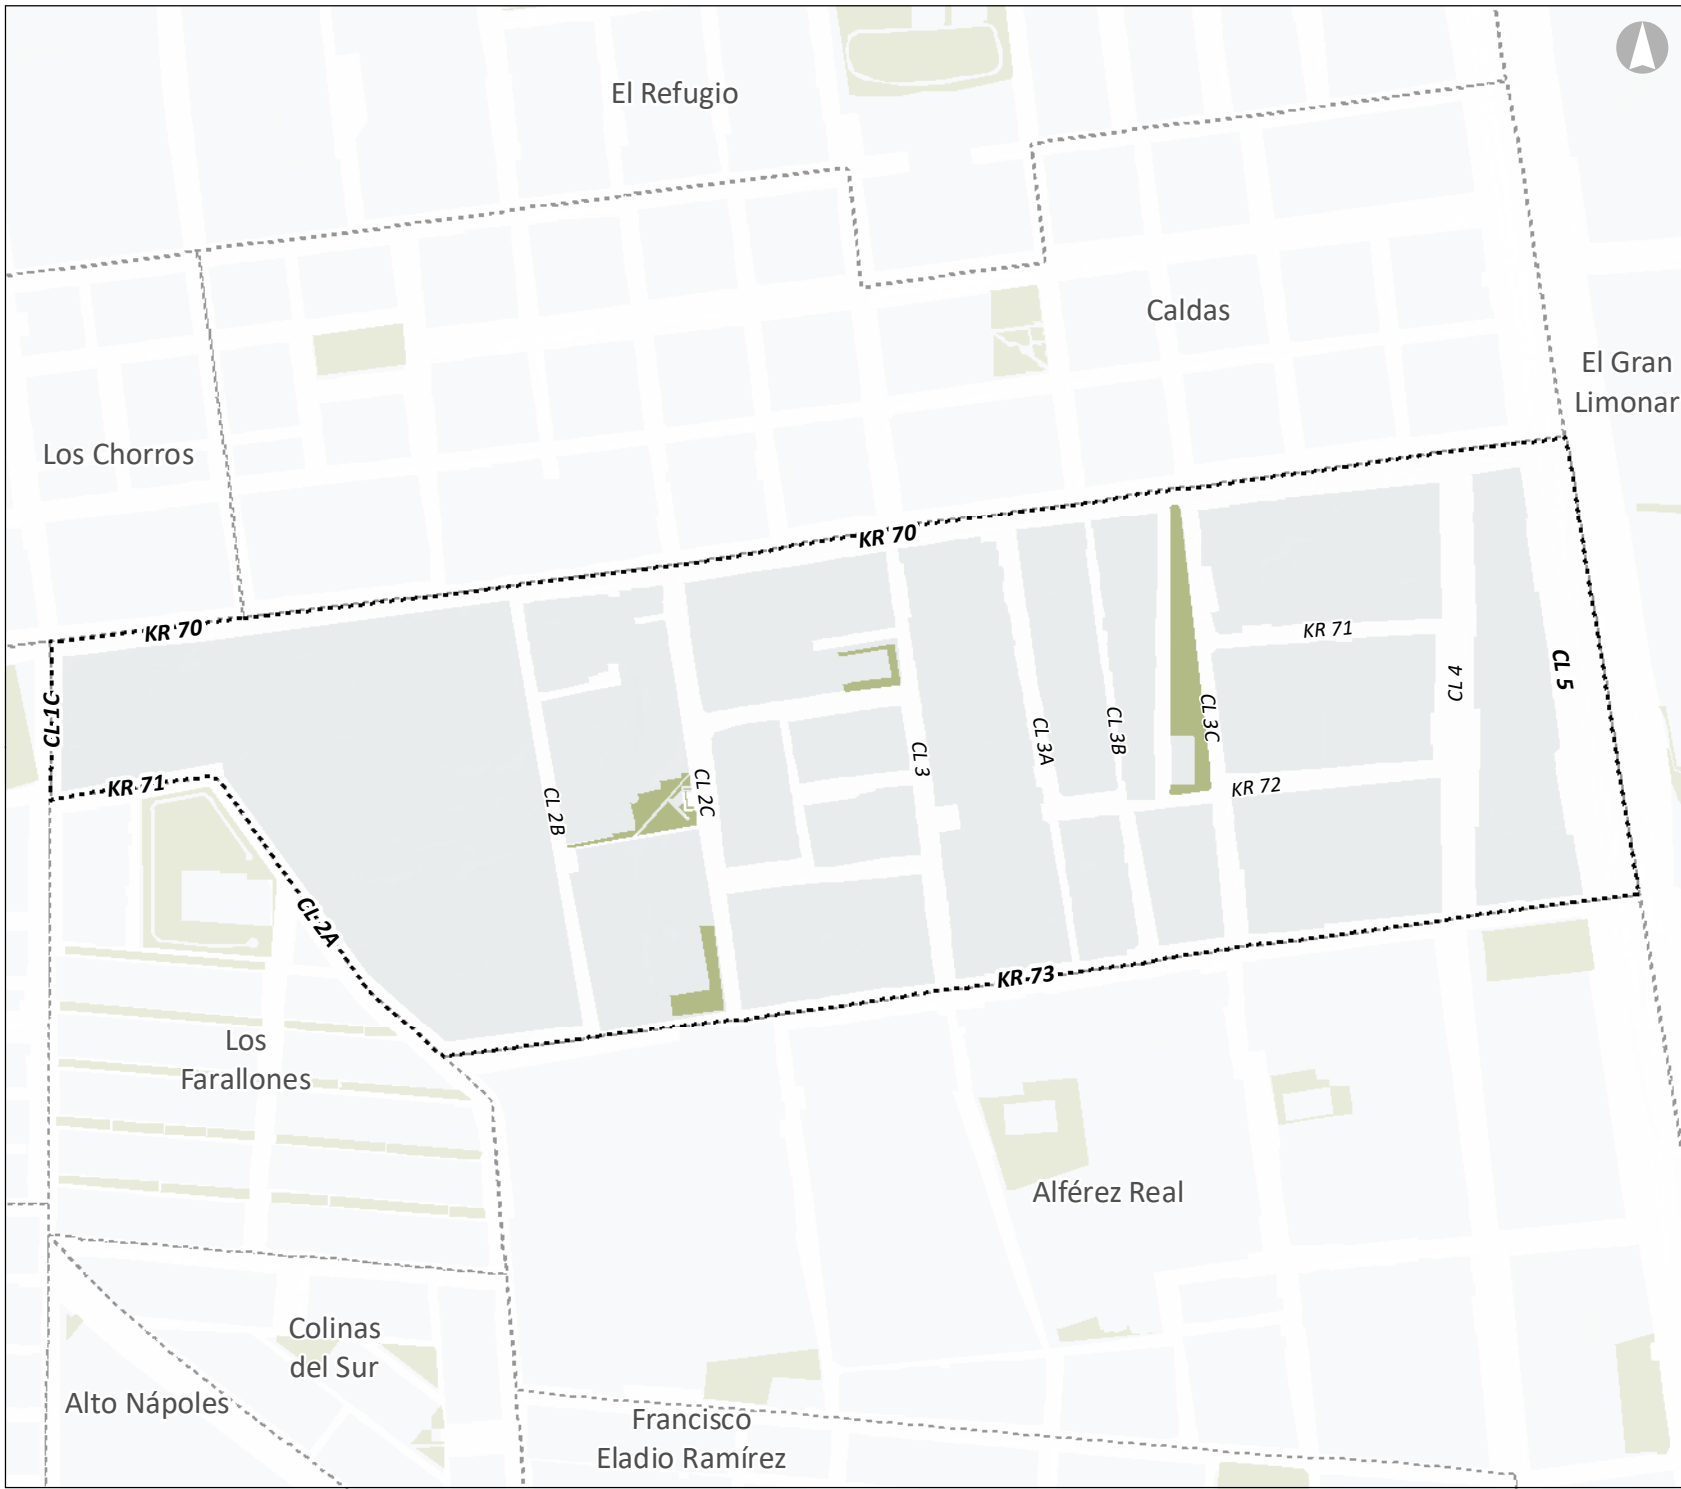 El Refugio
Caldas
El Gran
Limonar
Los Chorros
KR 70
KR 70
KR 71
CL 5
CL 4
CL 1C
CL 3C
CL 3B
CL 3A
CL 3
CL 2C
CL 2B
KR 71
KR 72
CL 2A
KR 73
Los
Farallones
Alférez Real
Colinas
del Sur
Alto Nápoles
Francisco
Eladio Ramírez